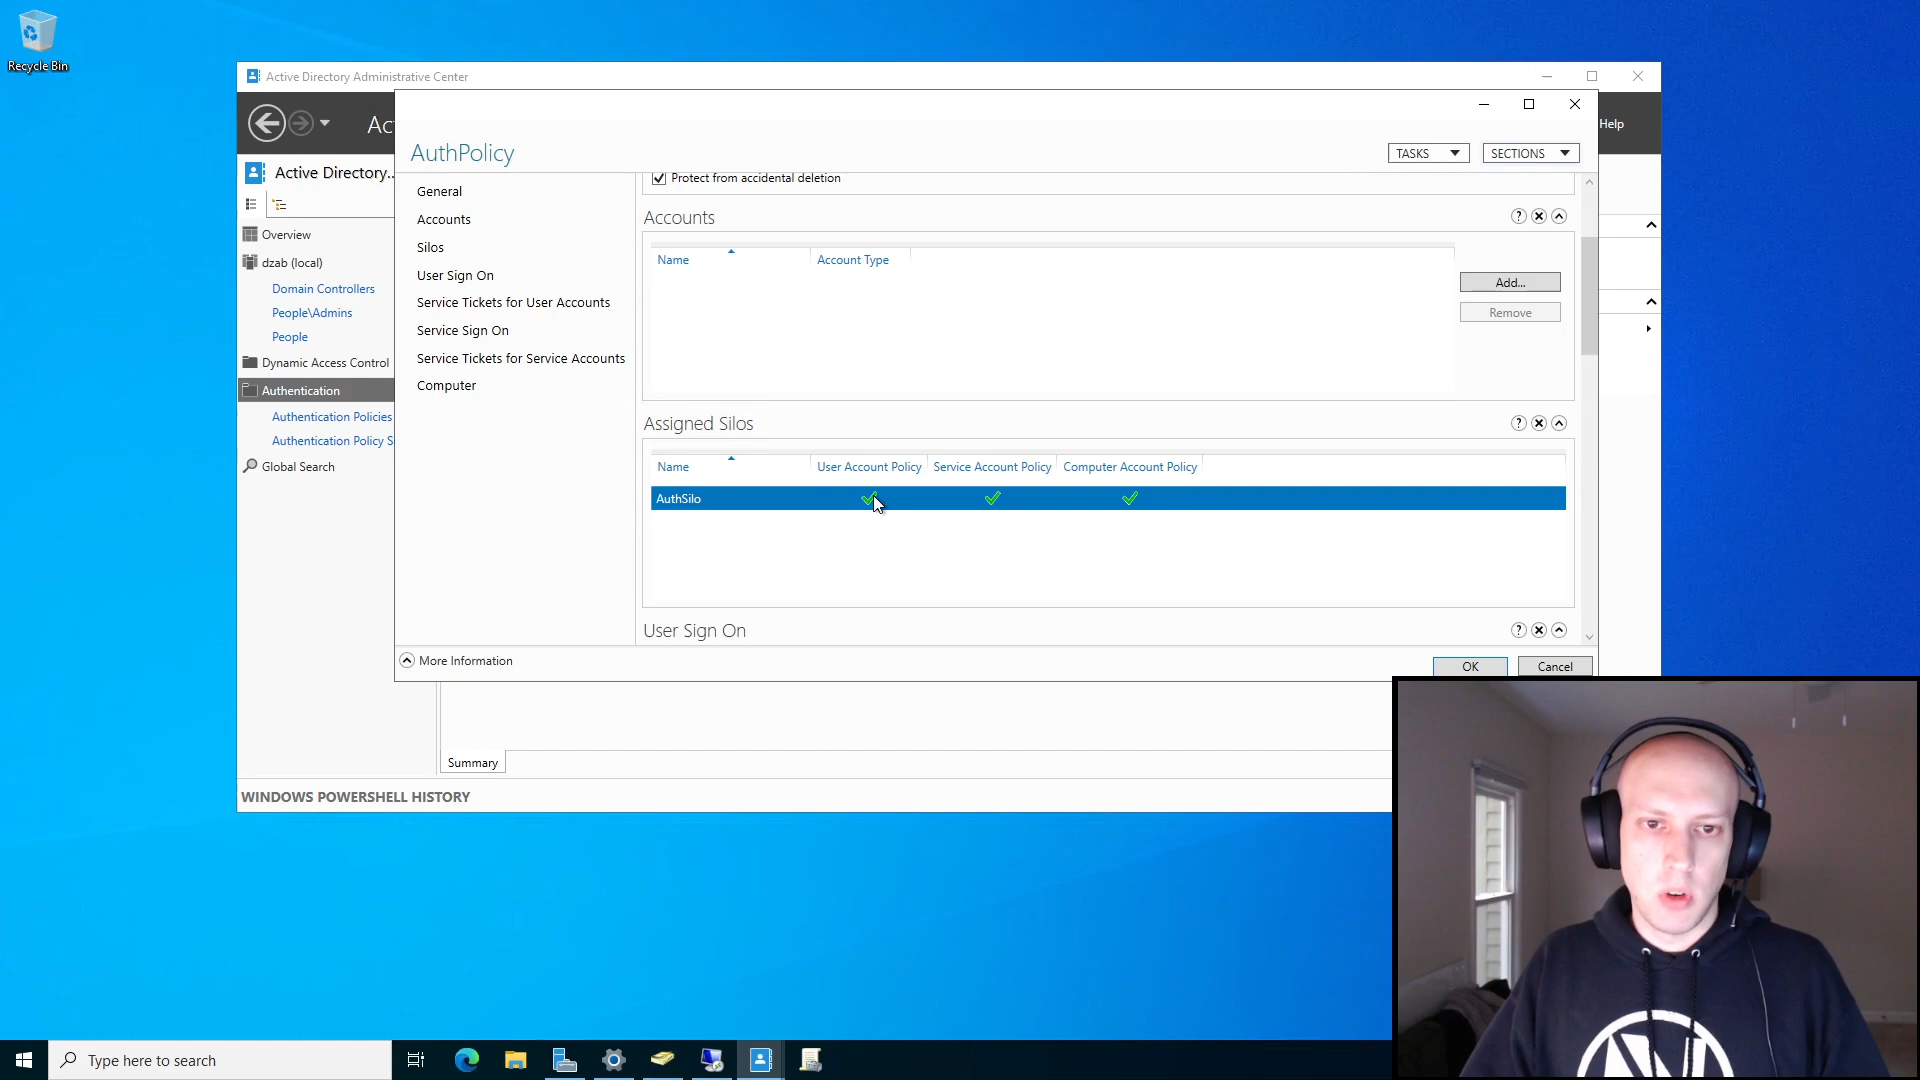 Recycle Bin
Active Directory Administrative Center
Ac
Help
AuthPolicy
TASKS
SECTIONS
Active Directory...
Overview
dzab (local)
Domain Controllers
People\Admins
People
Dynamic Access Control
Authentication
Authentication Policies
Authentication Policy S
Global Search
General
Accounts
Silos
User Sign On
Service Tickets for User Accounts
Service Sign On
Service Tickets for Service Accounts
Computer
Protect from accidental deletion
Accounts
Name
Account Type
Add...
Remove
Assigned Silos
Name
User Account Policy
Service Account Policy
Computer Account Policy
AuthSilo
User Sign On
More Information
OK
Cancel
Summary
WINDOWS POWERSHELL HISTORY
Type here to search